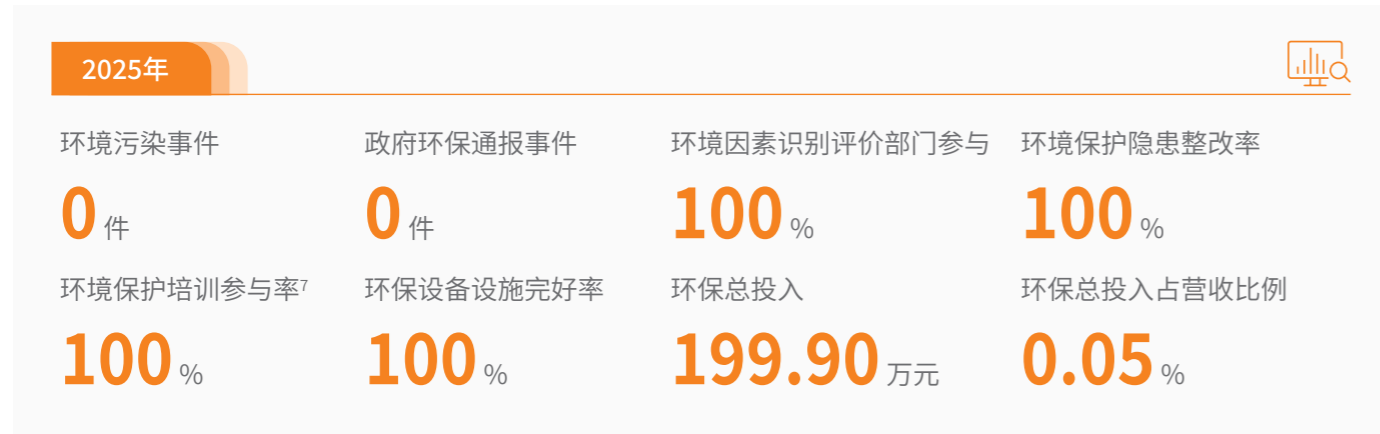 2025年
环境污染事件 政府环保通报事件 环境因素识别评价部门参与 环境保护隐患整改率
0 件 0 件 100 % 100 %
环境保护培训参与率7 环保设备设施完好率 环保总投入 环保总投入占营收比例
100 % 100 % 199.90 万元 0.05 %